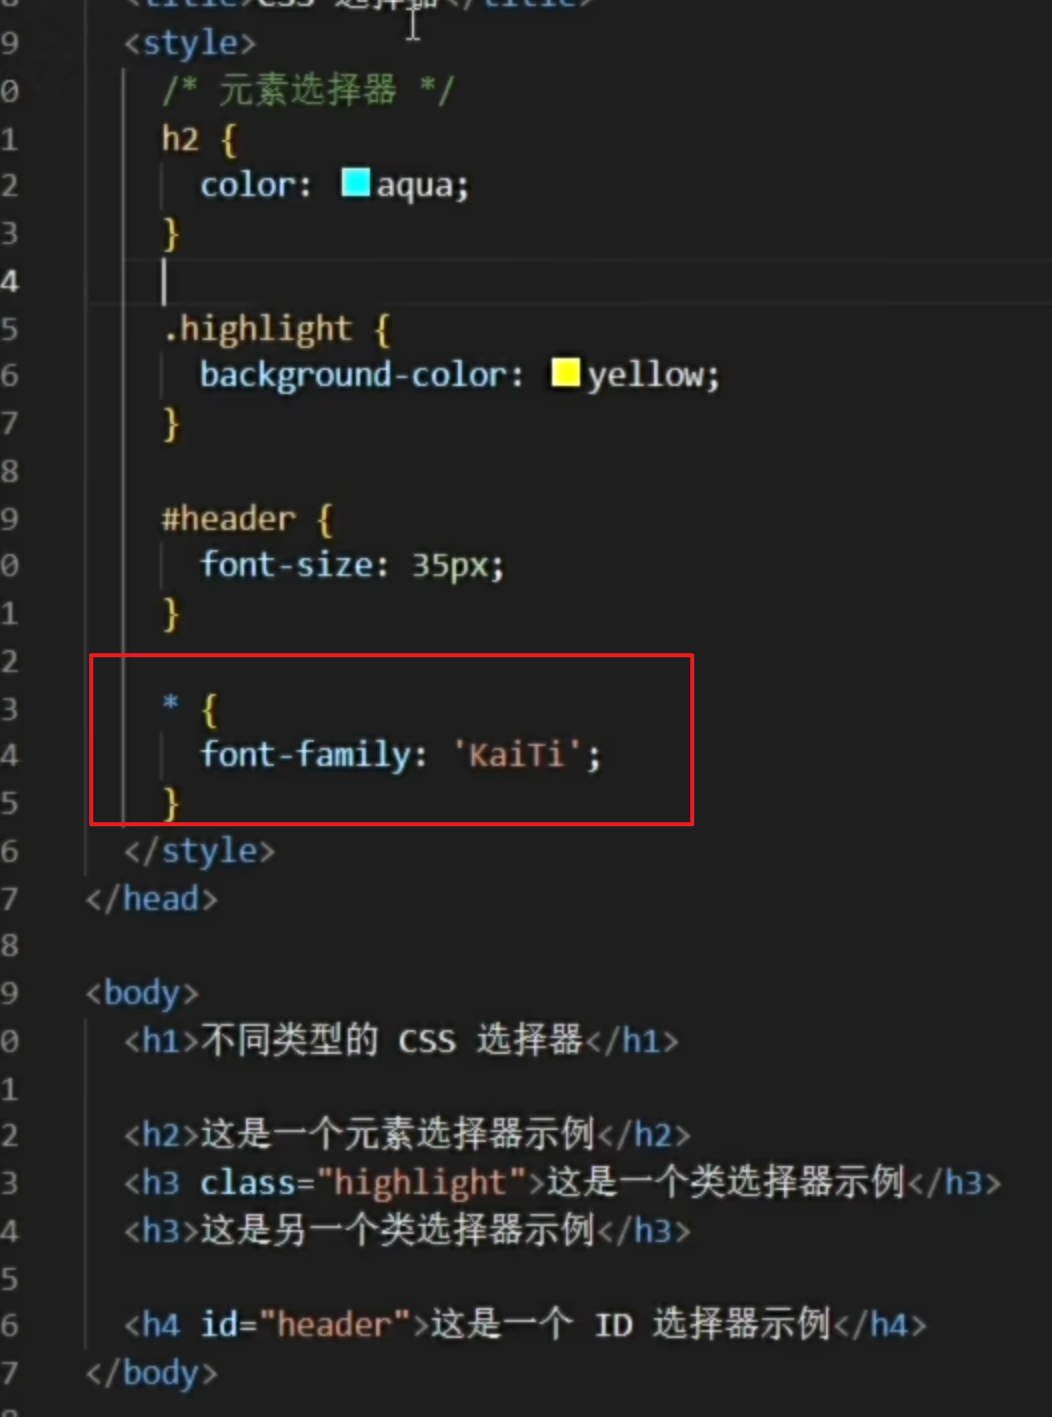 <title>CSS 选择器</title>
9 <style>
0 /* 元素选择器 */
1 h2 {
2 color: aqua;
3 }
4
5 .highlight {
6 background-color: yellow;
7 }
8
9 #header {
0 font-size: 35px;
1 }
2
3 * {
4 font-family: 'KaiTi';
5 }
6 </style>
7 </head>
8
9 <body>
0 <h1>不同类型的 CSS 选择器</h1>
1
2 <h2>这是一个元素选择器示例</h2>
3 <h3 class="highlight">这是一个类选择器示例</h3>
4 <h3>这是另一个类选择器示例</h3>
5
6 <h4 id="header">这是一个 ID 选择器示例</h4>
7 </body>